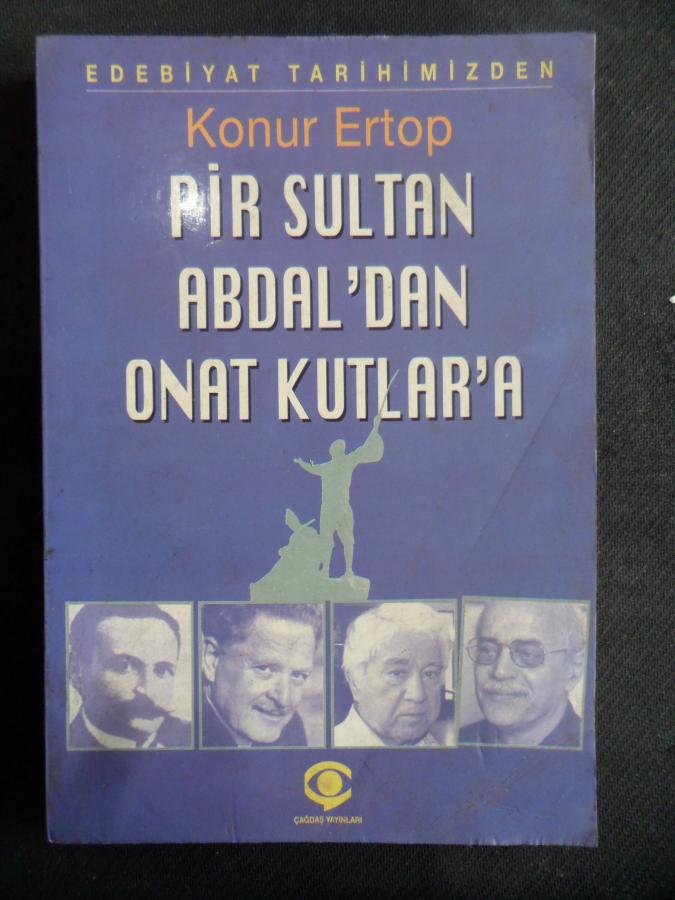 EDEBİYAT TARİHİMİZDEN
Konur Ertop
PİR SULTAN
ABDAL'DAN
ONAT KUTLAR'A
ÇAĞDAŞ YAYINLARI